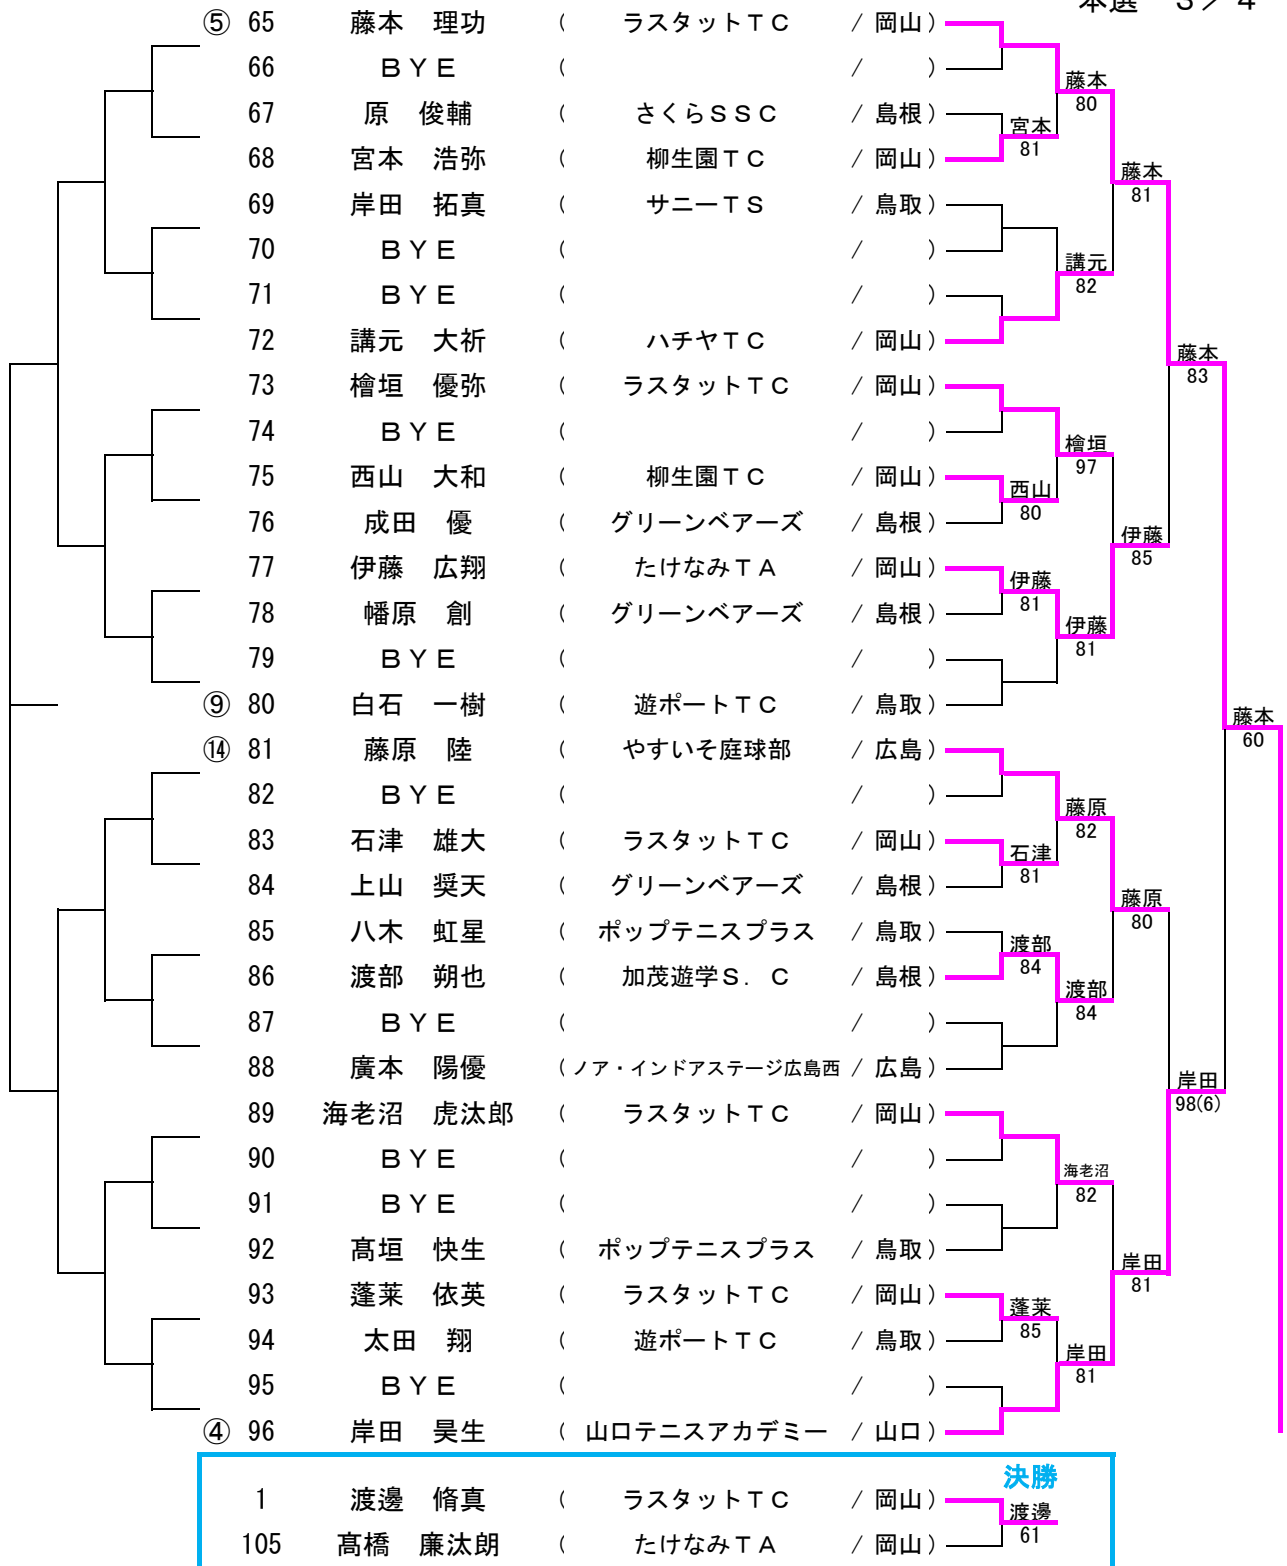 本選 3/4
⑤ 65 藤本 理功 ( ラスタットTC / 岡山 )
66 BYE ( / )
藤本
80
67 原 俊輔 ( さくらSSC / 島根 )
宮本
81
68 宮本 浩弥 ( 柳生園TC / 岡山 )
藤本
81
69 岸田 拓真 ( サニーTS / 鳥取 )
70 BYE ( / )
講元
82
71 BYE ( / )
72 講元 大祈 ( ハチヤTC / 岡山 )
藤本
83
73 檜垣 優弥 ( ラスタットTC / 岡山 )
74 BYE ( / )
檜垣
97
75 西山 大和 ( 柳生園TC / 岡山 )
西山
80
76 成田 優 ( グリーンベアーズ / 島根 )
伊藤
85
77 伊藤 広翔 ( たけなみTA / 岡山 )
伊藤
81
78 幡原 創 ( グリーンベアーズ / 島根 )
伊藤
81
79 BYE ( / )
⑨ 80 白石 一樹 ( 遊ポートTC / 鳥取 )
藤本
60
⑭ 81 藤原 陸 ( やすいそ庭球部 / 広島 )
82 BYE ( / )
藤原
82
83 石津 雄大 ( ラスタットTC / 岡山 )
石津
81
84 上山 奨天 ( グリーンベアーズ / 島根 )
藤原
80
85 八木 虹星 ( ポップテニスプラス / 鳥取 )
渡部
84
86 渡部 朔也 ( 加茂遊学S.C / 島根 )
渡部
84
87 BYE ( / )
88 廣本 陽優 ( ノア・インドアステージ広島西 / 広島 )
岸田
98(6)
89 海老沼 虎汰郎 ( ラスタットTC / 岡山 )
90 BYE ( / )
海老沼
82
91 BYE ( / )
92 髙垣 快生 ( ポップテニスプラス / 鳥取 )
岸田
81
93 蓬莱 依英 ( ラスタットTC / 岡山 )
蓬莱
85
94 太田 翔 ( 遊ポートTC / 鳥取 )
岸田
81
95 BYE ( / )
④ 96 岸田 昊生 ( 山口テニスアカデミー / 山口 )
決勝
1 渡邊 脩真 ( ラスタットTC / 岡山 )
渡邊
61
105 髙橋 廉汰朗 ( たけなみTA / 岡山 )